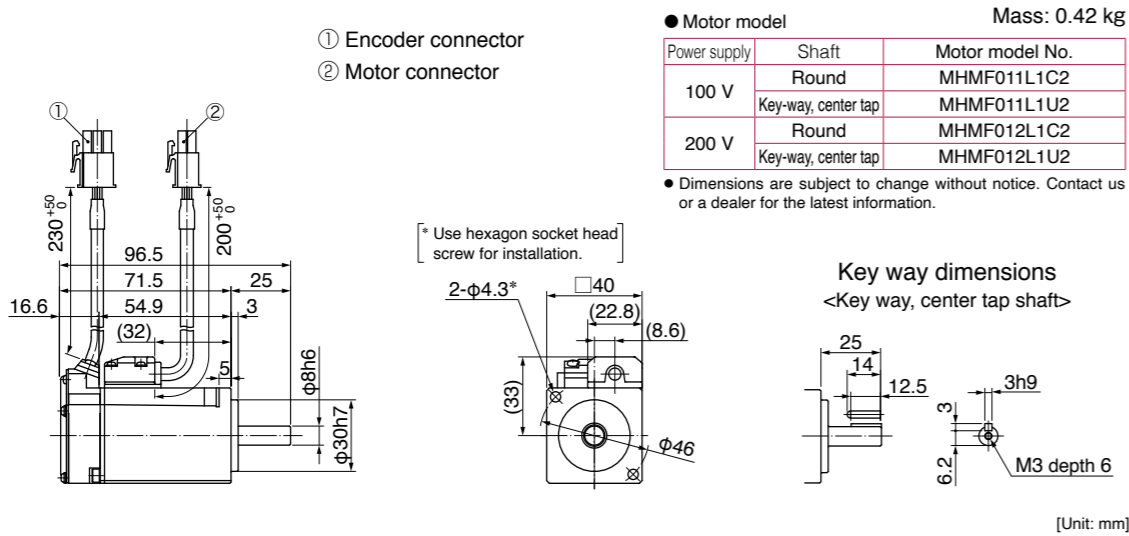 ① Encoder connector
② Motor connector
● Motor model
Mass: 0.42 kg
Power supply Shaft Motor model No.
100 V Round MHMF011L1C2
Key-way, center tap MHMF011L1U2
200 V Round MHMF012L1C2
Key-way, center tap MHMF012L1U2
● Dimensions are subject to change without notice. Contact us
or a dealer for the latest information.
① ②
230 +50 0
200 +50 0
96.5
71.5 25
16.6 54.9 3
(32)
5
φ8h6
φ30h7
[* Use hexagon socket head
screw for installation.]
2-φ4.3*
□40
(22.8)
(8.6)
(33)
φ46
Key way dimensions
<Key way, center tap shaft>
25
14
12.5
3h9
3
6.2
M3 depth 6
[Unit: mm]